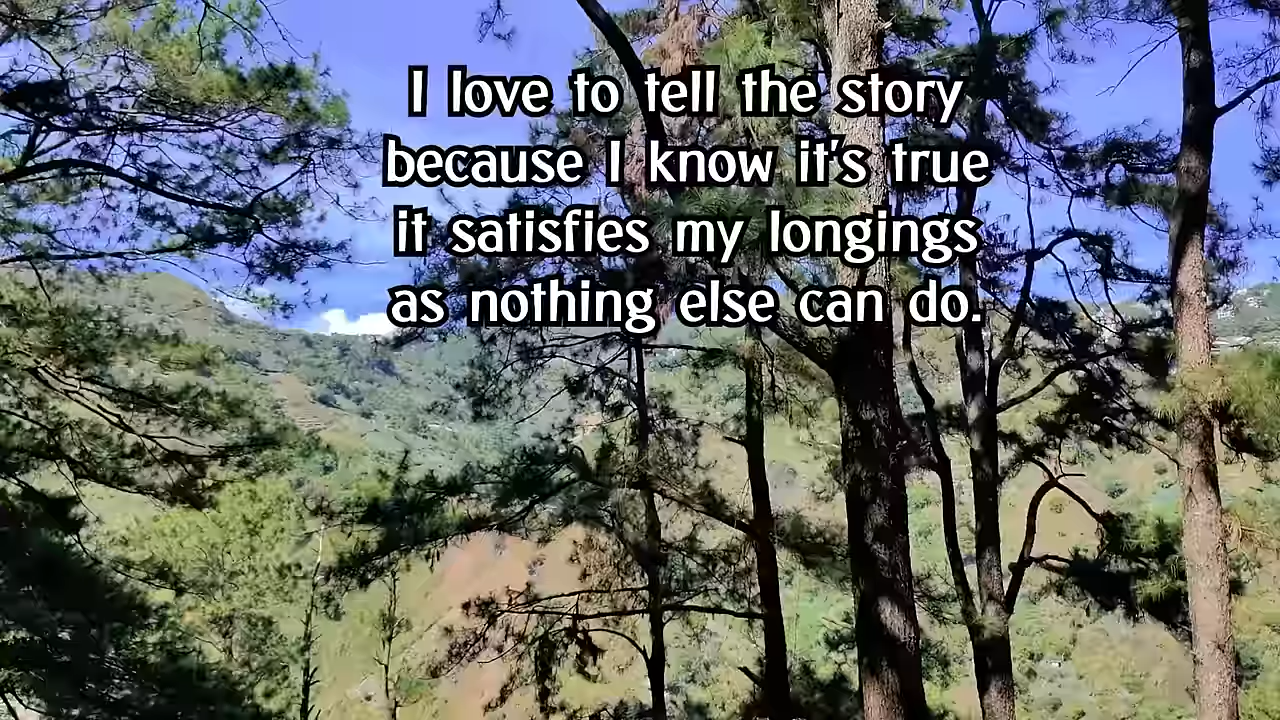 I love to tell the story
because I know it's true
it satisfies my longings
as nothing else can do.